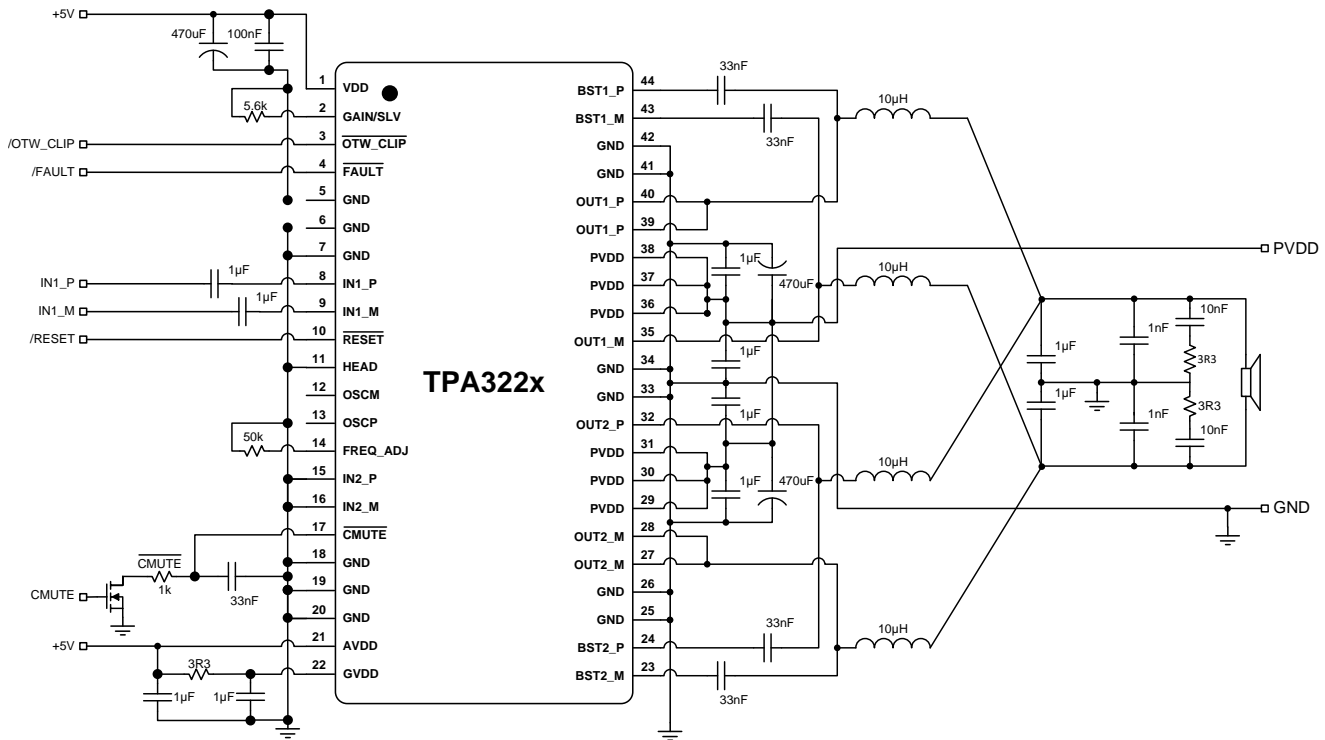 +5V
470uF
100nF
1
VDD
5.6k
2
GAIN/SLV
/OTW_CLIP
3
OTW_CLIP
/FAULT
4
FAULT
5
GND
6
GND
7
GND
IN1_P
1µF
8
IN1_P
IN1_M
1µF
9
IN1_M
/RESET
10
RESET
11
HEAD
12
OSCM
13
OSCP
50k
14
FREQ_ADJ
15
IN2_P
16
IN2_M
17
CMUTE
18
GND
CMUTE
1k
33nF
CMUTE
19
GND
20
GND
+5V
21
AVDD
3R3
22
GVDD
1µF
1µF
TPA322x
BST1_P
44
33nF
10µH
BST1_M
43
33nF
GND
42
GND
41
OUT1_P
40
OUT1_P
39
PVDD
38
1µF
PVDD
PVDD
37
470uF
10µH
PVDD
36
OUT1_M
35
GND
34
1µF
GND
33
1µF
OUT2_P
32
PVDD
31
PVDD
30
1µF
470uF
10µH
PVDD
29
OUT2_M
28
OUT2_M
27
GND
26
GND
25
BST2_P
24
33nF
10µH
BST2_M
23
33nF
1µF
1nF
10nF
3R3
1µF
1nF
3R3
10nF
GND